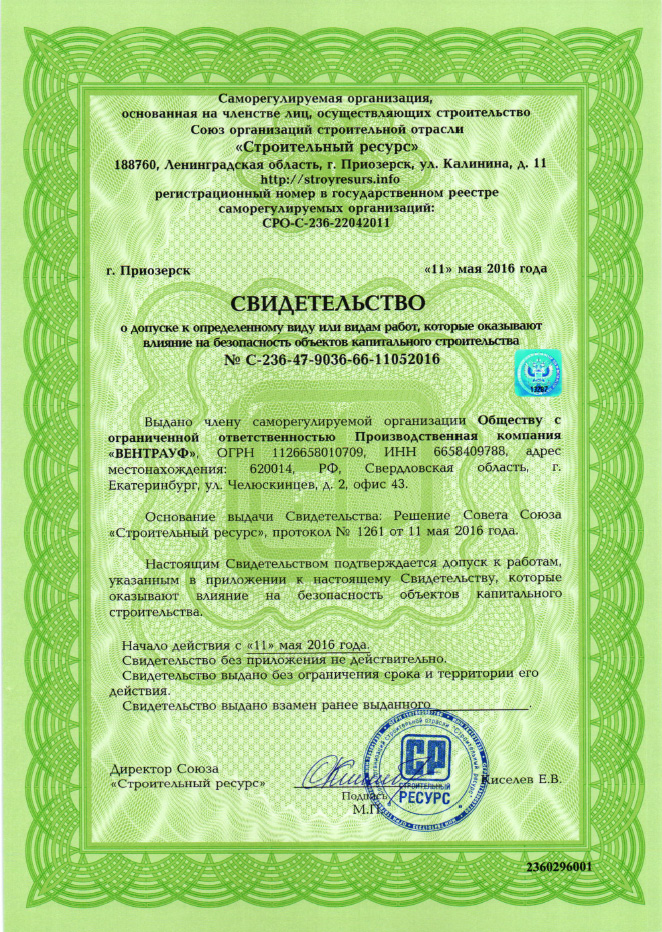 Саморегулируемая организация,
основанная на членстве лиц, осуществляющих строительство
Союз организаций строительной отрасли
«Строительный ресурс»
188760, Ленинградская область, г. Приозерск, ул. Калинина, д. 11
http://stroyresurs.info
регистрационный номер в государственном реестре
саморегулируемых организаций:
СРО-С-236-22042011
г. Приозерск «11» мая 2016 года
СВИДЕТЕЛЬСТВО
о допуске к определенному виду или видам работ, которые оказывают
влияние на безопасность объектов капитального строительства
№ С-236-47-9036-66-11052016
Выдано члену саморегулируемой организации Обществу с
ограниченной ответственностью Производственная компания
«ВЕНТРАУФ», ОГРН 1126658010709, ИНН 6658409788, адрес
местонахождения: 620014, РФ, Свердловская область, г.
Екатеринбург, ул. Челюскинцев, д. 2, офис 43.
Основание выдачи Свидетельства: Решение Совета Союза
«Строительный ресурс», протокол № 1261 от 11 мая 2016 года.
Настоящим Свидетельством подтверждается допуск к работам,
указанным в приложении к настоящему Свидетельству, которые
оказывают влияние на безопасность объектов капитального
строительства.
Начало действия с «11» мая 2016 года.
Свидетельство без приложения не действительно.
Свидетельство выдано без ограничения срока и территории его
действия.
Свидетельство выдано взамен ранее выданного .
Директор Союза
«Строительный ресурс» Киселев Е.В.
Подпись
М.П.
СР
СТРОИТЕЛЬНЫЙ
РЕСУРС
2360296001